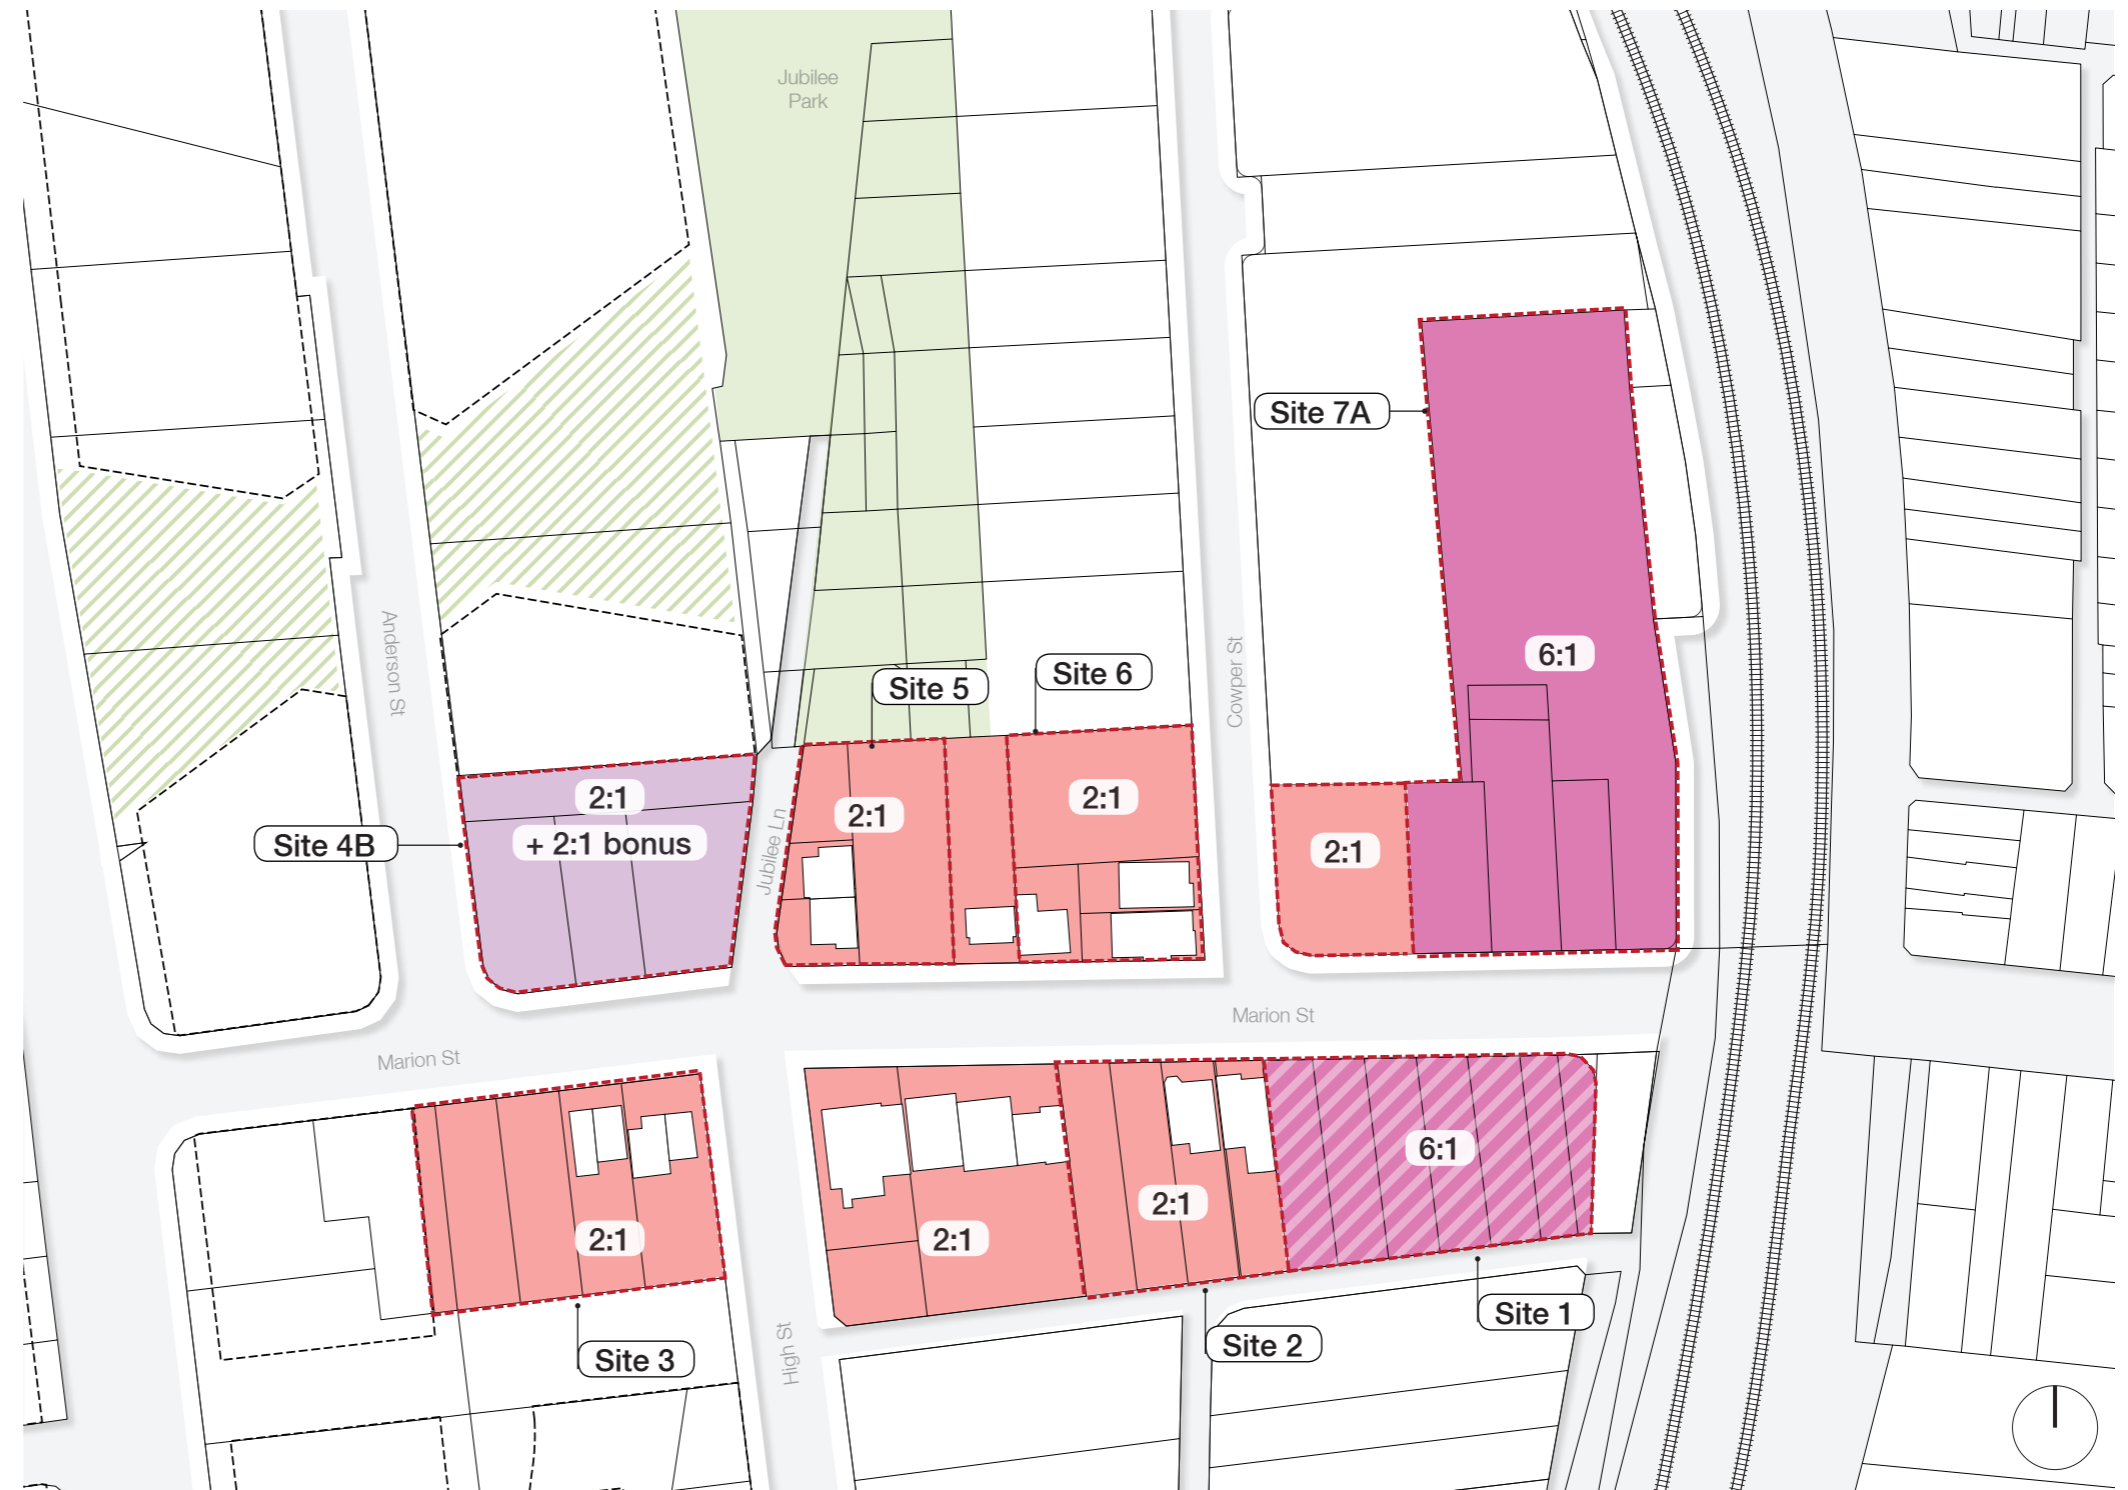 Jubilee
Park
Site 7A
Anderson St
Cowper St
6:1
Site 5
Site 6
2:1
+ 2:1 bonus
Site 4B
Jubilee Ln
2:1
2:1
2:1
Marion St
Marion St
2:1
2:1
2:1
6:1
Site 3
High St
Site 2
Site 1